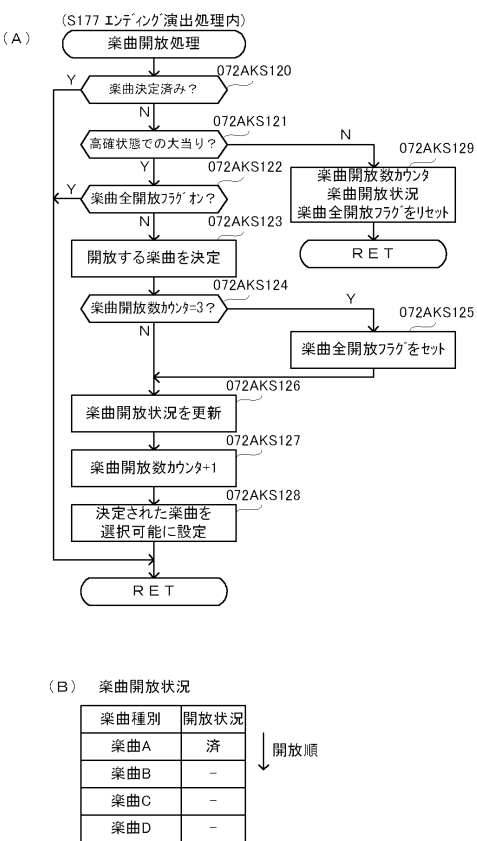 (S177 エンディング演出処理内)
(A)
楽曲開放処理
072AKS120
Y
楽曲決定済み?
N
072AKS121
N
高確状態での大当り?
072AKS129
Y
072AKS122
楽曲開放数カウンタ
楽曲開放状況
楽曲全開放フラグをリセット
Y
楽曲全開放フラグオン?
N
072AKS123
RET
開放する楽曲を決定
072AKS124
Y
楽曲開放数カウンタ=3?
072AKS125
N
楽曲全開放フラグをセット
072AKS126
楽曲開放状況を更新
072AKS127
楽曲開放数カウンタ+1
072AKS128
決定された楽曲を
選択可能に設定
RET
(B) 楽曲開放状況
楽曲種別 開放状況
楽曲A 済
開放順
楽曲B -
楽曲C -
楽曲D -